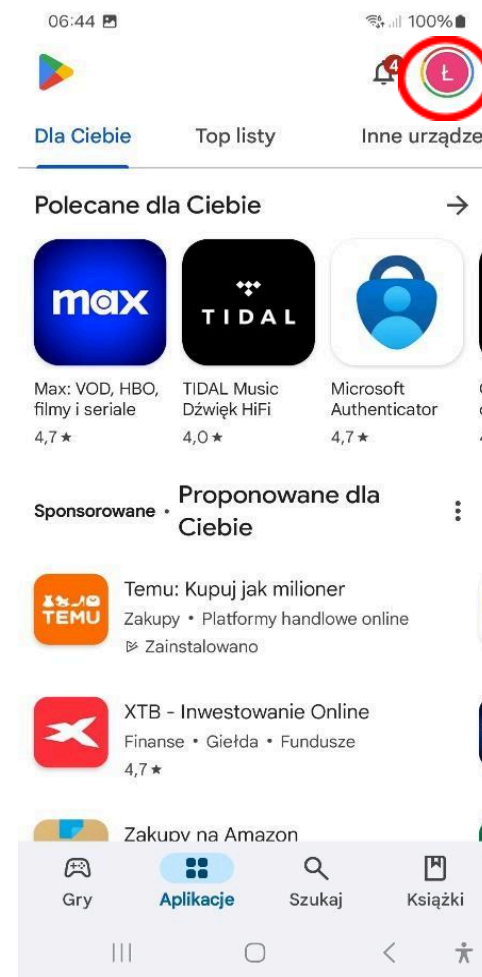 06:44 100%
4 Ł
Dla Ciebie Top listy Inne urządze
Polecane dla Ciebie
max TIDAL
Max: VOD, HBO, TIDAL Music Microsoft
filmy i seriale Dźwięk HiFi Authenticator
4,7★ 4,0★ 4,7★
Sponsorowane • Proponowane dla
Ciebie
TEMU
Temu: Kupuj jak milioner
Zakupy • Platformy handlowe online
Zainstalowano
XTB - Inwestowanie Online
Finanse • Giełda • Fundusze
4,7★
Zakupy na Amazon
Gry Aplikacje Szukaj Książki